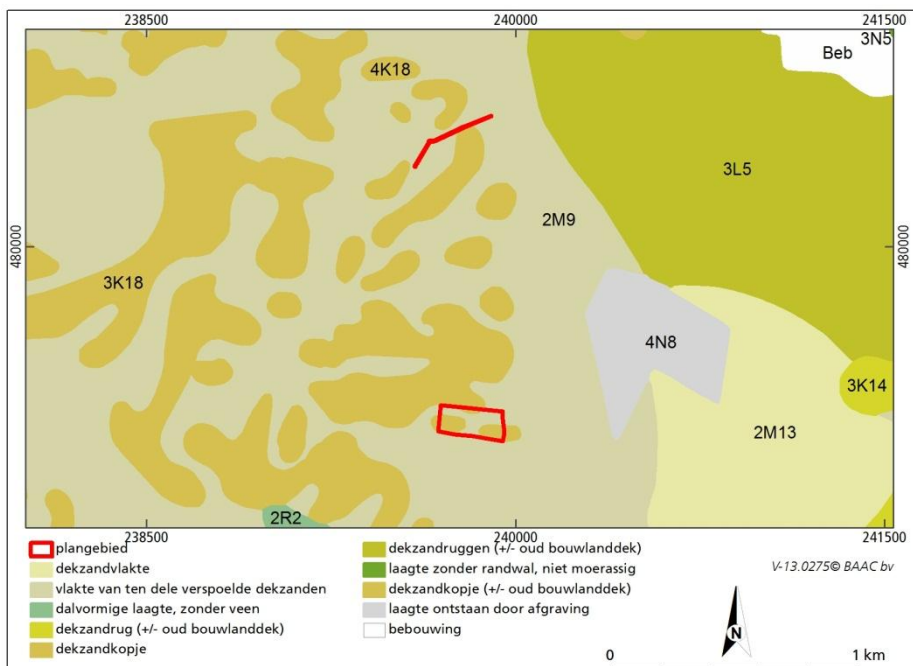 238500 240000 241500
3N5
Beb
4K18
3L5
2M9
480000 480000
3K18
4N8
3K14
2M13
2R2
238500 240000 241500
plangebied
dekzandvlakte
vlakte van ten dele verspoelde dekzanden
dalvormige laagte, zonder veen
dekzandrug (+/- oud bouwlanddek)
dekzandkopje
dekzandruggen (+/- oud bouwlanddek)
laagte zonder randwal, niet moerassig
dekzandkopje (+/- oud bouwlanddek)
laagte ontstaan door afgraving
bebouwing
V-13.0275© BAAC bv
N
0 1 km